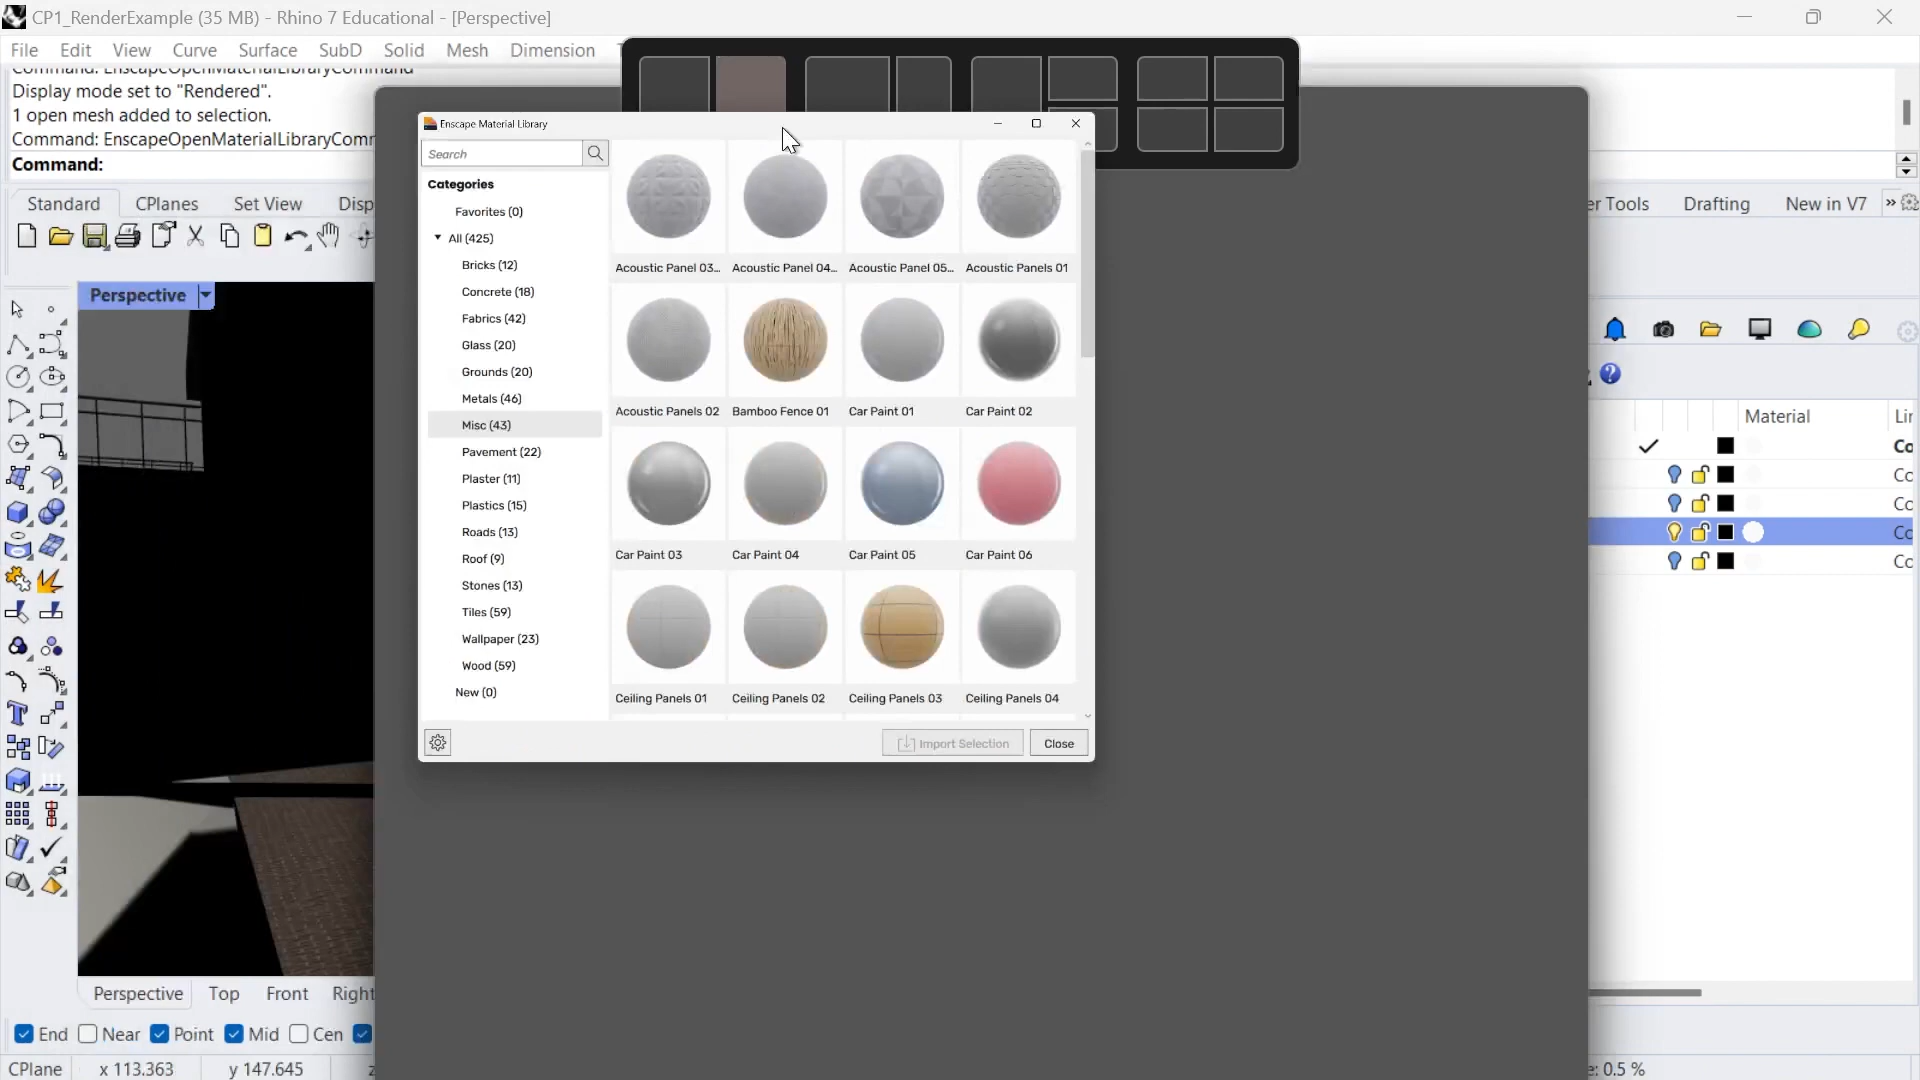 CP1_RenderExample (35 MB) - Rhino 7 Educational - [Perspective]
File Edit View Curve Surface SubD Solid Mesh Dimension
Command: EnscapeOpenMaterialLibraryCommand
Display mode set to "Rendered".
1 open mesh added to selection.
Command: EnscapeOpenMaterialLibraryComm
Command:
Standard CPlanes Set View Disp
er Tools Drafting New in V7 »
Perspective
Enscape Material Library
Search
Categories
Favorites (0)
All (425)
Bricks (12)
Concrete (18)
Fabrics (42)
Glass (20)
Grounds (20)
Metals (46)
Misc (43)
Pavement (22)
Plaster (11)
Plastics (15)
Roads (13)
Roof (9)
Stones (13)
Tiles (59)
Wallpaper (23)
Wood (59)
New (0)
Acoustic Panel 03... Acoustic Panel 04... Acoustic Panel 05... Acoustic Panels 01
Acoustic Panels 02 Bamboo Fence 01 Car Paint 01 Car Paint 02
Car Paint 03 Car Paint 04 Car Paint 05 Car Paint 06
Ceiling Panels 01 Ceiling Panels 02 Ceiling Panels 03 Ceiling Panels 04
Import Selection Close
Material Lir
Co
Co
Co
Co
Co
Perspective Top Front Right
End Near Point Mid Cen
CPlane x 113.363 y 147.645 z
e: 0.5 %